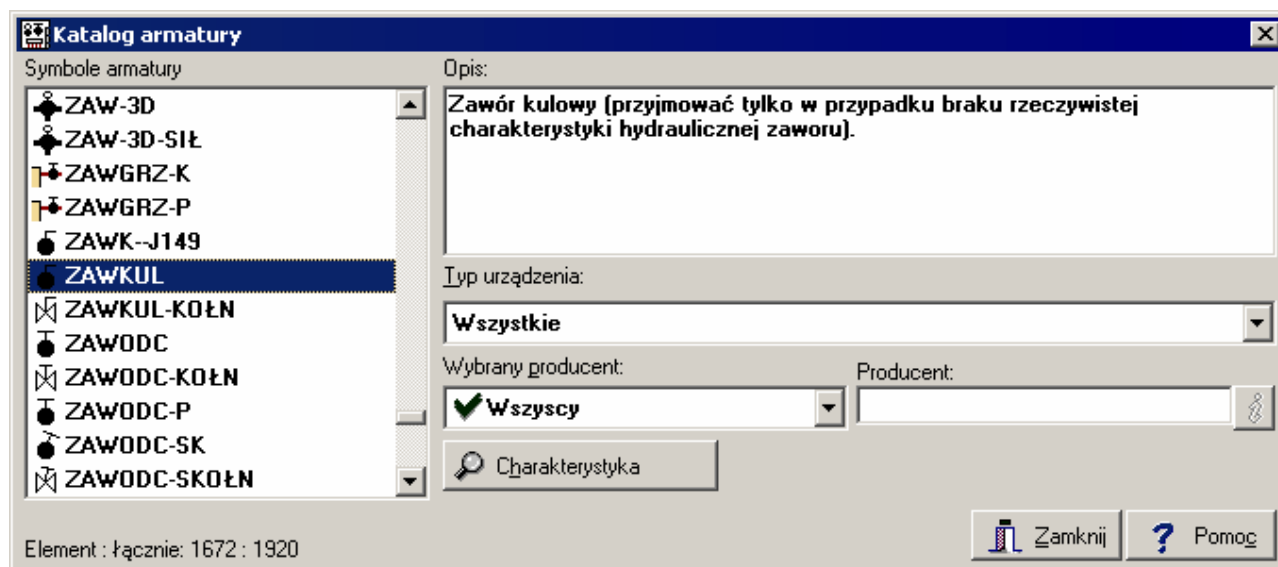 Katalog armatury
Symbole armatury
ZAW-3D
ZAW-3D-SIŁ
ZAWGRZ-K
ZAWGRZ-P
ZAWK--J149
ZAWKUL
ZAWKUL-KOŁN
ZAWODC
ZAWODC-KOŁN
ZAWODC-P
ZAWODC-SK
ZAWODC-SKOŁN
Element : łącznie: 1672 : 1920
Opis:
Zawór kulowy (przyjmować tylko w przypadku braku rzeczywistej
charakterystyki hydraulicznej zaworu).
Typ urządzenia:
Wszystkie
Wybrany producent:
Producent:
Wszyscy
Charakterystyka
Zamknij
Pomoc